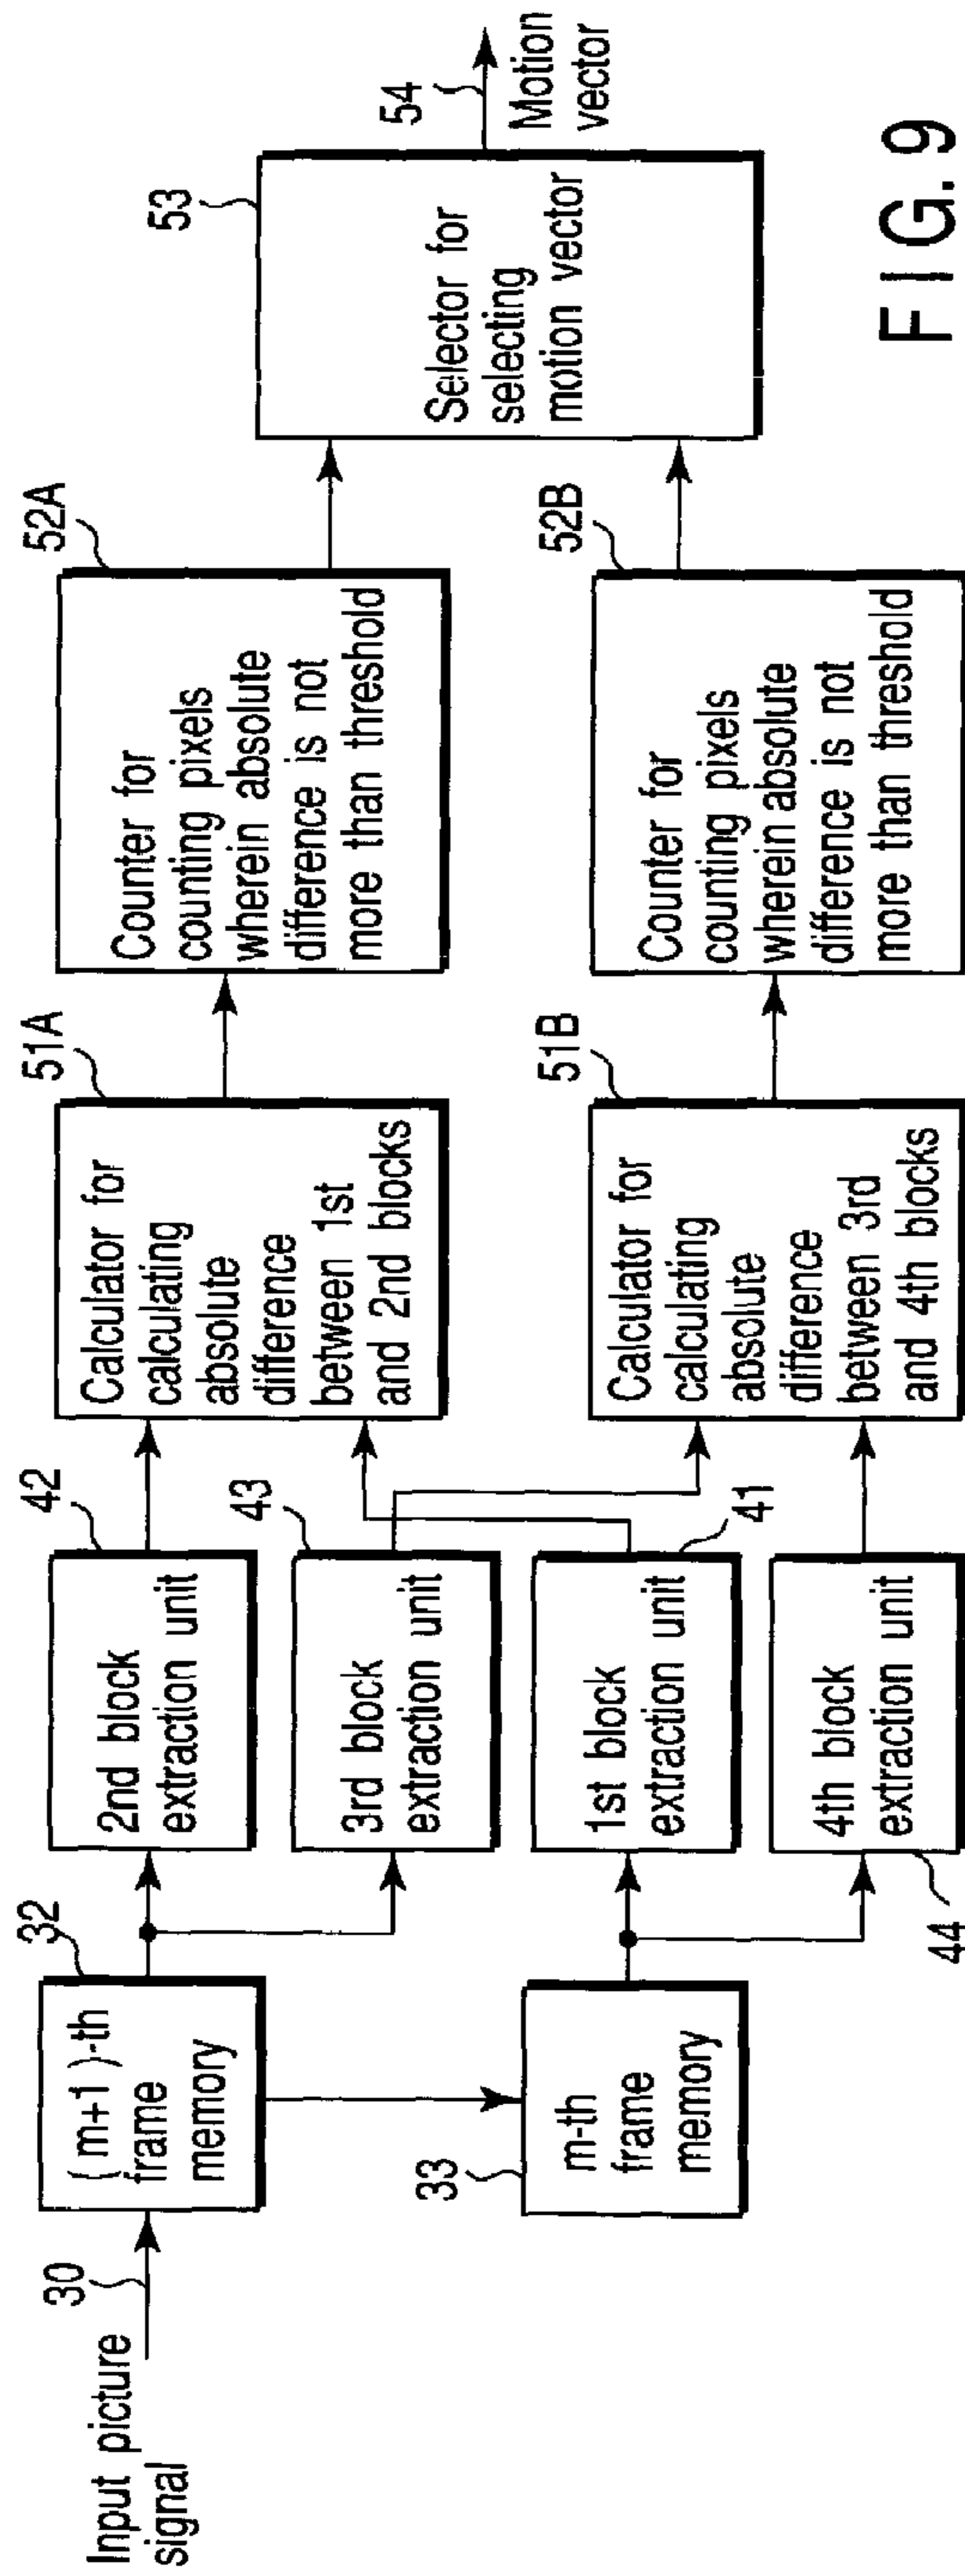 Input picture
signal
30
32
( m+1 )-th
frame
memory
33
m-th
frame
memory
42
2nd block
extraction unit
43
3rd block
extraction unit
41
1st block
extraction unit
44
4th block
extraction unit
51A
Calculator for
calculating
absolute
difference
between 1st
and 2nd blocks
51B
Calculator for
calculating
absolute
difference
between 3rd
and 4th blocks
52A
Counter for
counting pixels
wherein absolute
difference is not
more than threshold
52B
Counter for
counting pixels
wherein absolute
difference is not
more than threshold
53
Selector for
selecting
motion vector
54
Motion
vector
FIG. 9